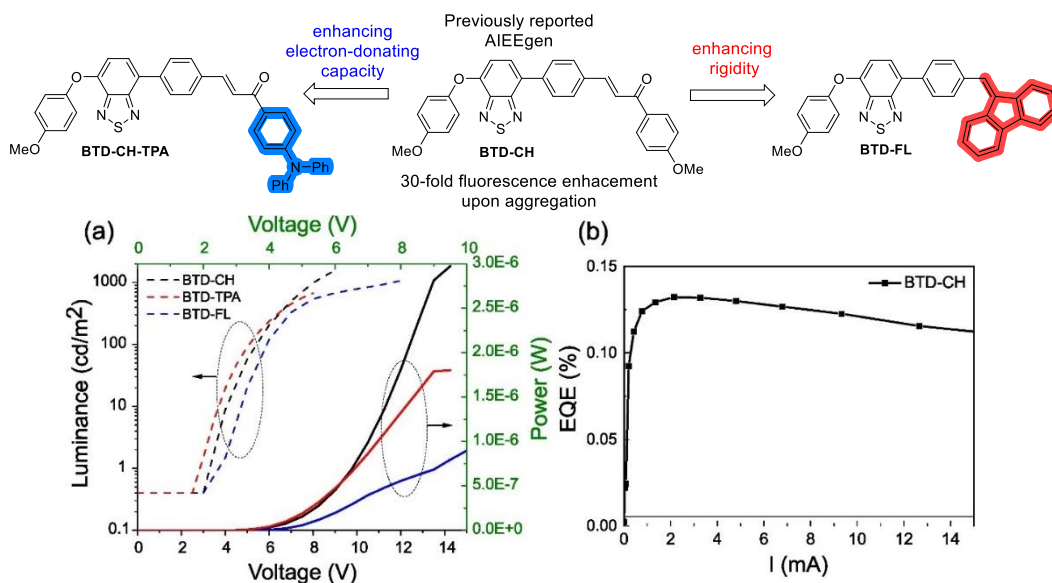 Previously reported
AIEEgen
enhancing
electron-donating
capacity
enhancing
rigidity
O
N
S
N
O
MeO
N
Ph
Ph
BTD-CH-TPA
O
N
S
N
O
MeO
OMe
BTD-CH
O
N
S
N
MeO
BTD-FL
30-fold fluorescence enhacement
upon aggregation
(a)
Voltage (V)
0 2 4 6 8 10
Luminance (cd/m²)
1000
100
10
1
0.1
BTD-CH
BTD-TPA
BTD-FL
3.0E-6
2.5E-6
2.0E-6
1.5E-6
1.0E-6
5.0E-7
0.0E+0
Power (W)
0 2 4 6 8 10 12 14
Voltage (V)
(b)
EQE (%)
0.15
0.10
0.05
0.00
BTD-CH
0 2 4 6 8 10 12 14
I (mA)